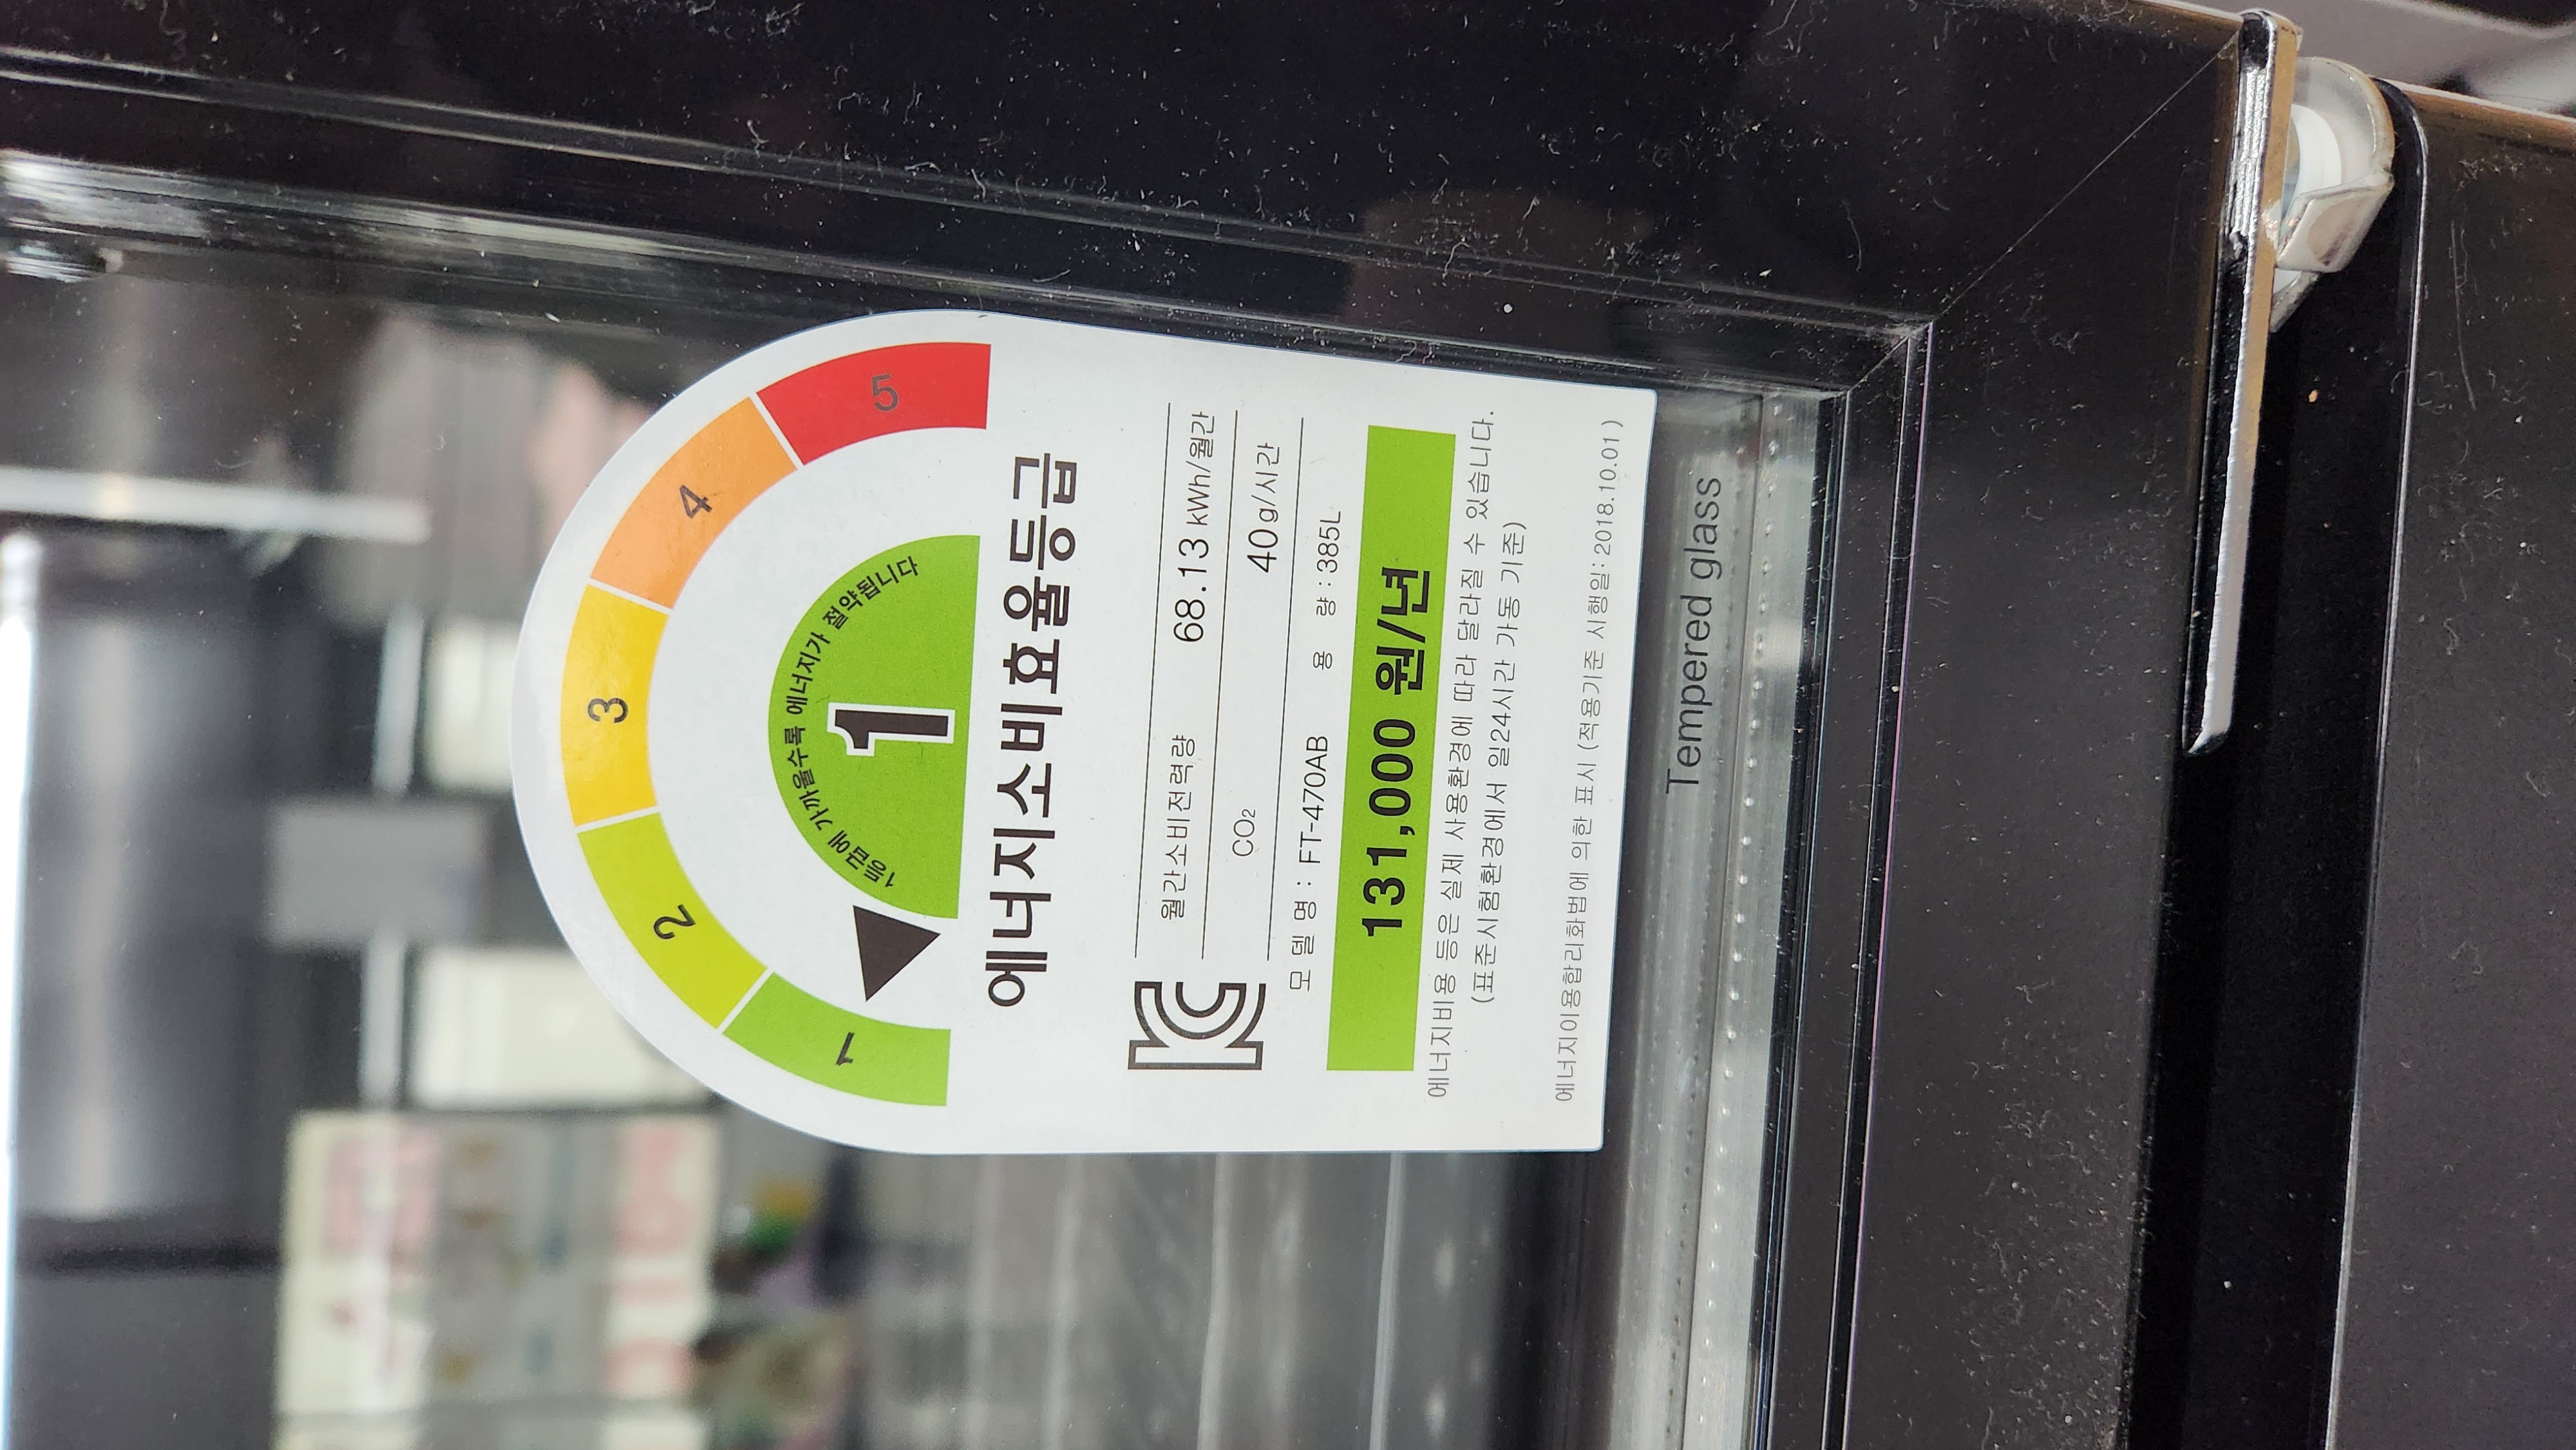 1 2 3 4 5
1등급에 가까울수록 에너지가 절약됩니다
1
에너지소비효율등급
월간소비전력량 68.13 kWh/월간
CO₂ 40g/시간
모델명 : FT-470AB 용 량 : 385L
131,000 원/년
에너지비용 등은 실제 사용환경에 따라 달라질 수 있습니다.
(표준시험환경에서 일24시간 가동 기준)
에너지이용합리화법에 의한 표시 (적용기준 시행일: 2018.10.01)
Tempered glass